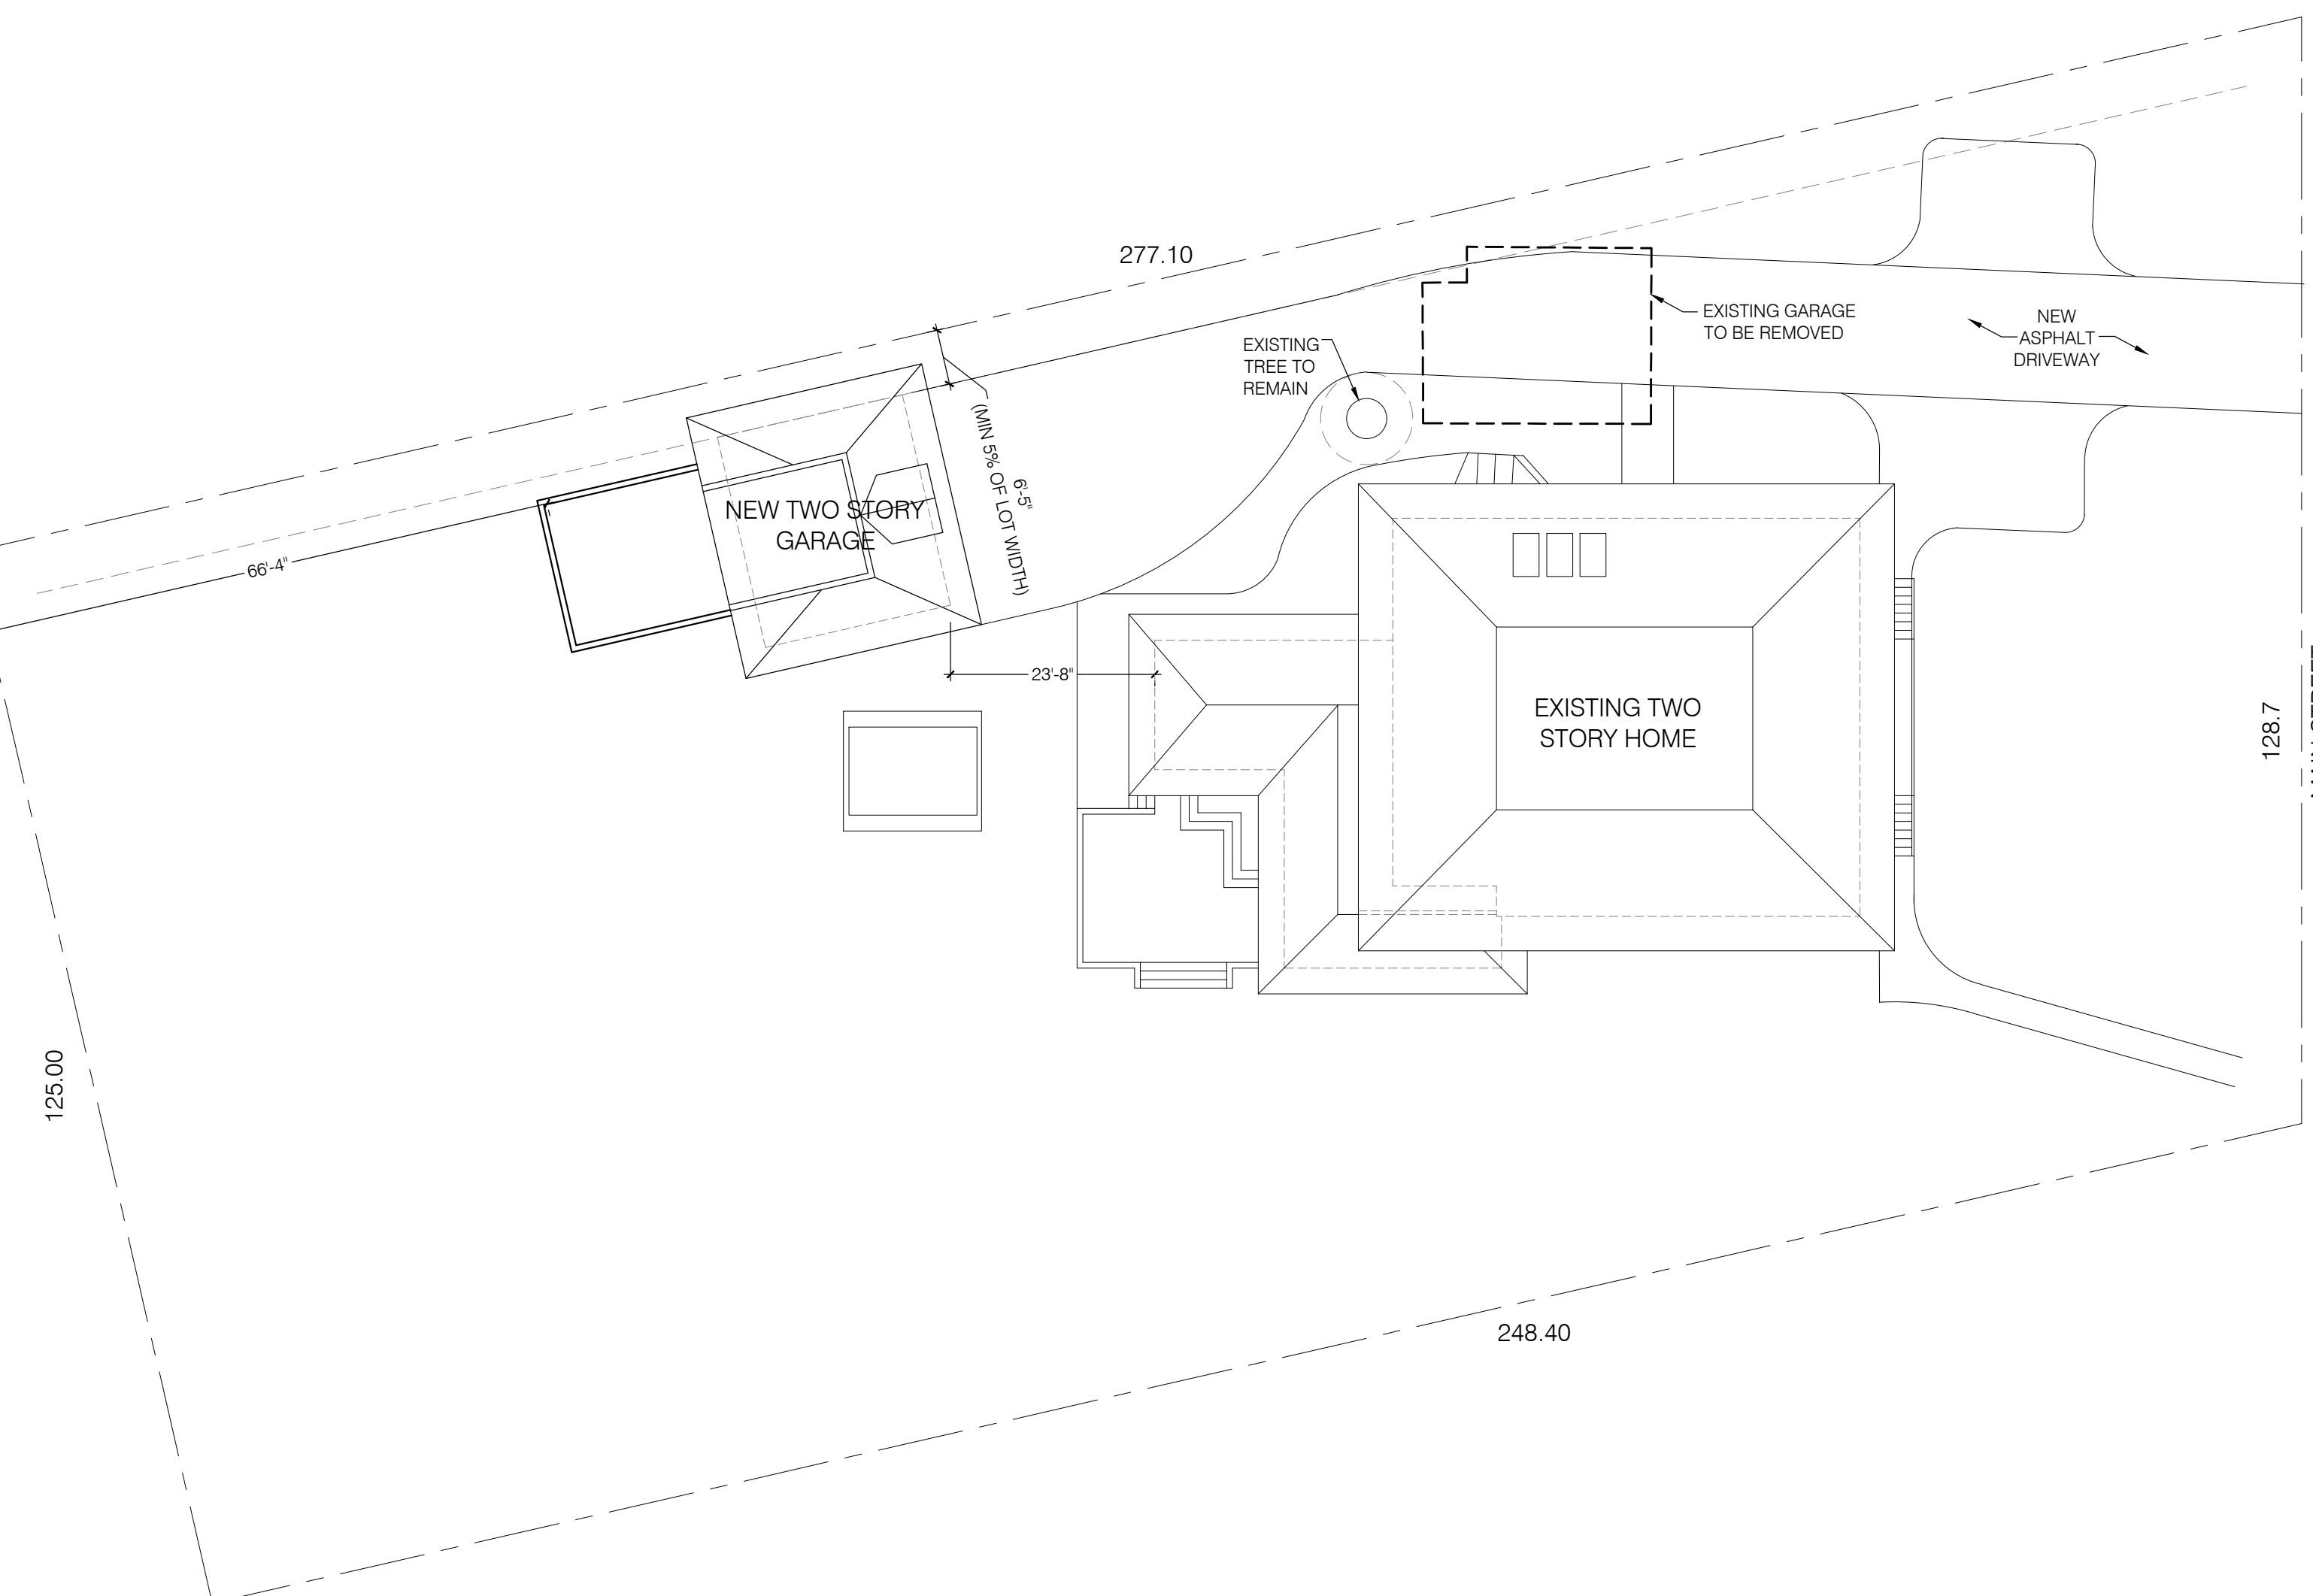 277.10
EXISTING GARAGE
TO BE REMOVED
NEW
ASPHALT
DRIVEWAY
EXISTING
TREE TO
REMAIN
6'-5"
(MIN 5% OF LOT WIDTH)
NEW TWO STORY
GARAGE
66'-4"
23'-8"
EXISTING TWO
STORY HOME
128.7
125.00
248.40